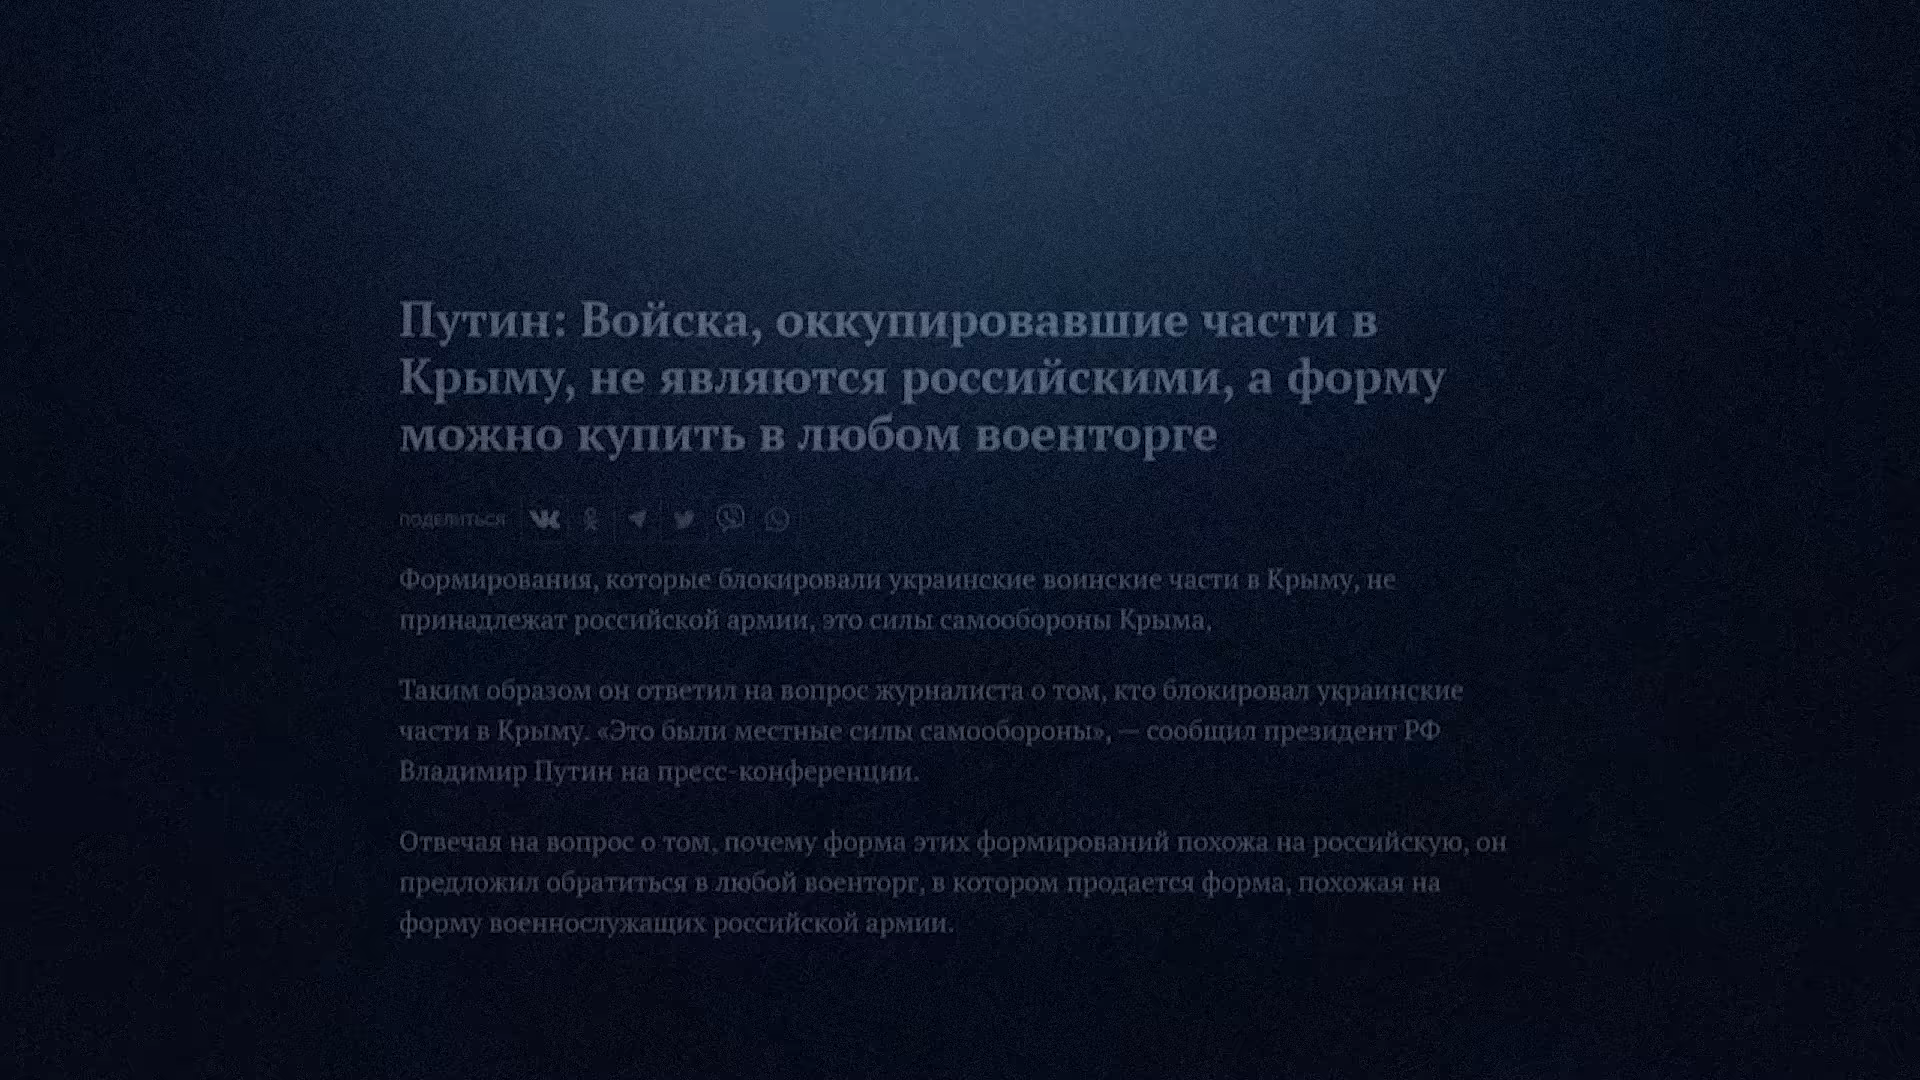 Путин: Войска, оккупировавшие части в
Крыму, не являются российскими, а форму
можно купить в любом военторге
поделиться
Формирования, которые блокировали украинские воинские части в Крыму, не
принадлежат российской армии, это силы самообороны Крыма,
Таким образом он ответил на вопрос журналиста о том, кто блокировал украинские
части в Крыму. «Это были местные силы самообороны», — сообщил президент РФ
Владимир Путин на пресс-конференции.
Отвечая на вопрос о том, почему форма этих формирований похожа на российскую, он
предложил обратиться в любой военторг, в котором продается форма, похожая на
форму военнослужащих российской армии.